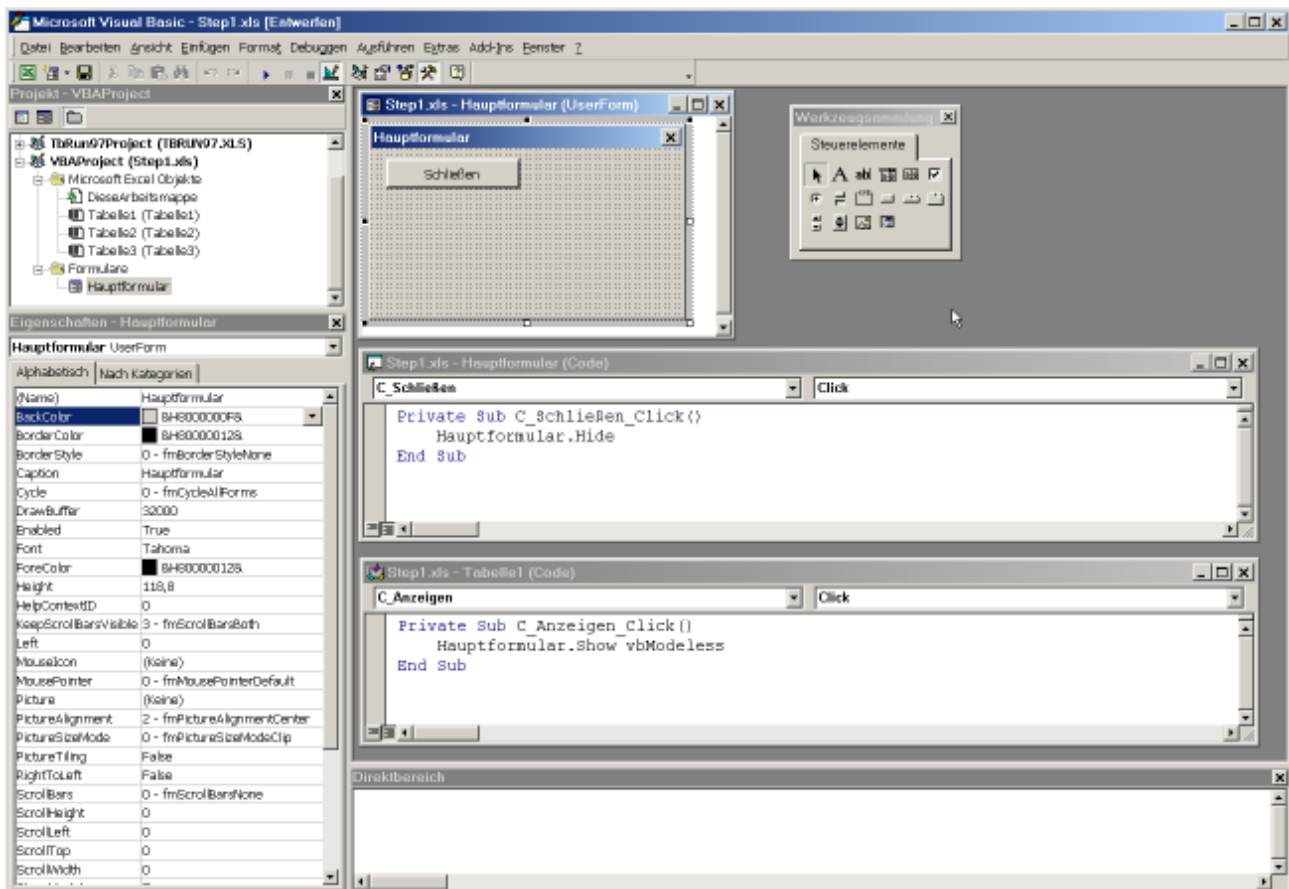 Microsoft Visual Basic - Step1.xls [Entwerfen]
Datei Bearbeiten Ansicht Einfügen Format Debuggen Ausführen Extras Add-Ins Fenster ?
Projekt - VBAProject
TbRun97Project (TBRUN97.XLS)
VBAProject (Step1.xls)
Microsoft Excel Objekte
DieseArbeitsmappe
Tabelle1 (Tabelle1)
Tabelle2 (Tabelle2)
Tabelle3 (Tabelle3)
Formulare
Hauptformular
Eigenschaften - Hauptformular
Hauptformular UserForm
Alphabetisch Nach Kategorien
(Name) Hauptformular
BackColor &H8000000F&
BorderColor &H80000012&
BorderStyle 0 - fmBorderStyleNone
Caption Hauptformular
Cycle 0 - fmCycleAllForms
DrawBuffer 32000
Enabled True
Font Tahoma
ForeColor &H80000012&
Height 118,8
HelpContextID 0
KeepScrollBarsVisible 3 - fmScrollBarsBoth
Left 0
MouseIcon (Keine)
MousePointer 0 - fmMousePointerDefault
Picture (Keine)
PictureAlignment 2 - fmPictureAlignmentCenter
PictureSizeMode 0 - fmPictureSizeModeClip
PictureTiling False
RightToLeft False
ScrollBars 0 - fmScrollBarsNone
ScrollHeight 0
ScrollLeft 0
ScrollTop 0
ScrollWidth 0
Step1.xls - Hauptformular (UserForm)
Hauptformular
Schließen
Werkzeugsammlung
Steuerelemente
A abl
Step1.xls - Hauptformular (Code)
C_Schließen Click
Private Sub C_Schließen_Click()
Hauptformular.Hide
End Sub
Step1.xls - Tabelle1 (Code)
C_Anzeigen Click
Private Sub C_Anzeigen_Click()
Hauptformular.Show vbModeless
End Sub
Direktbereich